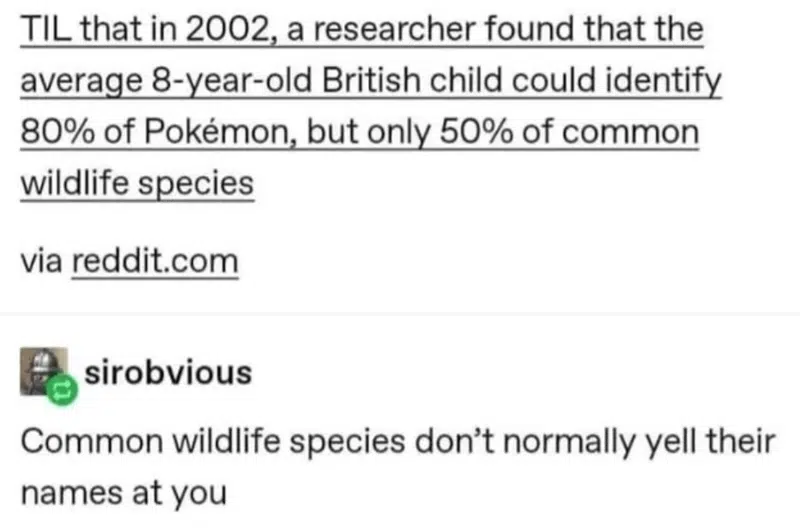 TIL that in 2002, a researcher found that the
average 8-year-old British child could identify
80% of Pokémon, but only 50% of common
wildlife species
via reddit.com
sirobvious
Common wildlife species don't normally yell their
names at you